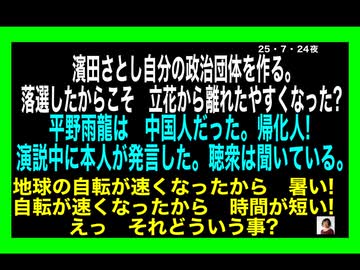 25・7・24夜
濱田さとし自分の政治団体を作る。
落選したからこそ　立花から離れたやすくなった?
平野雨龍は　中国人だった。帰化人!
演説中に本人が発言した。聴衆は聞いている。
地球の自転が速くなったから　暑い!
自転が速くなったから　時間が短い!
えっ　それどういう事?